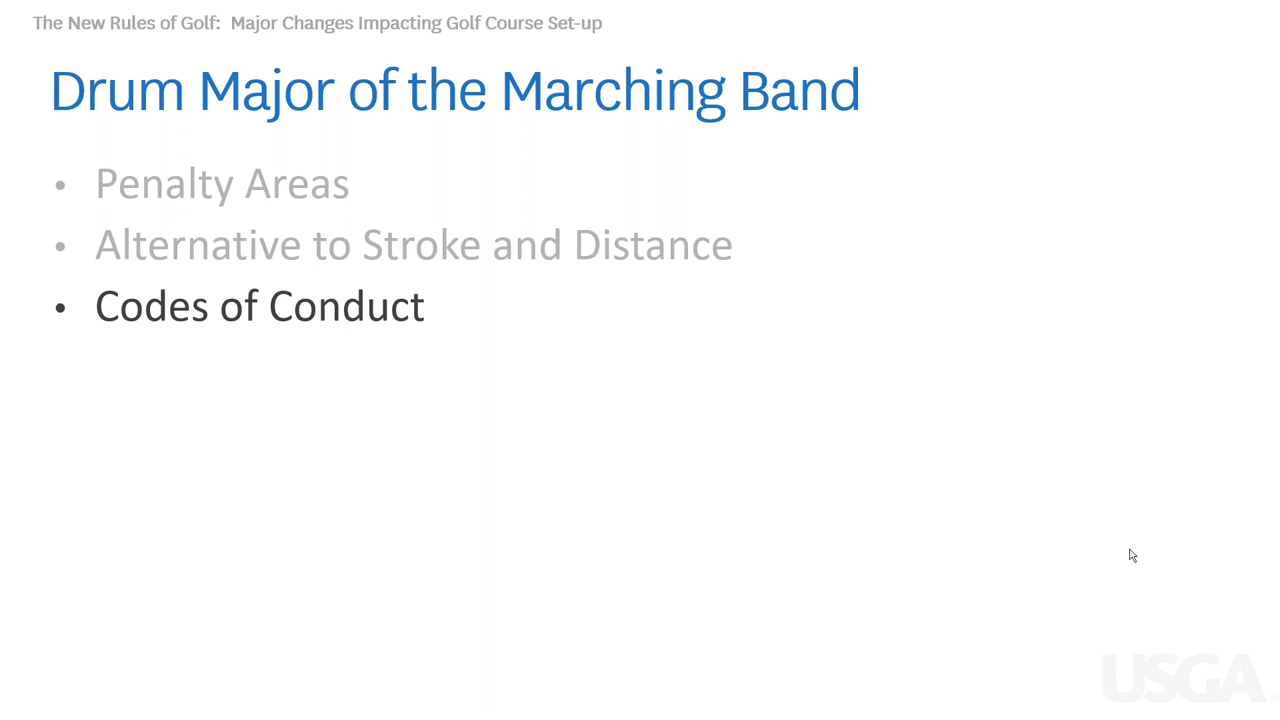 The New Rules of Golf:  Major Changes Impacting Golf Course Set-up
Drum Major of the Marching Band
• Penalty Areas
• Alternative to Stroke and Distance
• Codes of Conduct
USGA